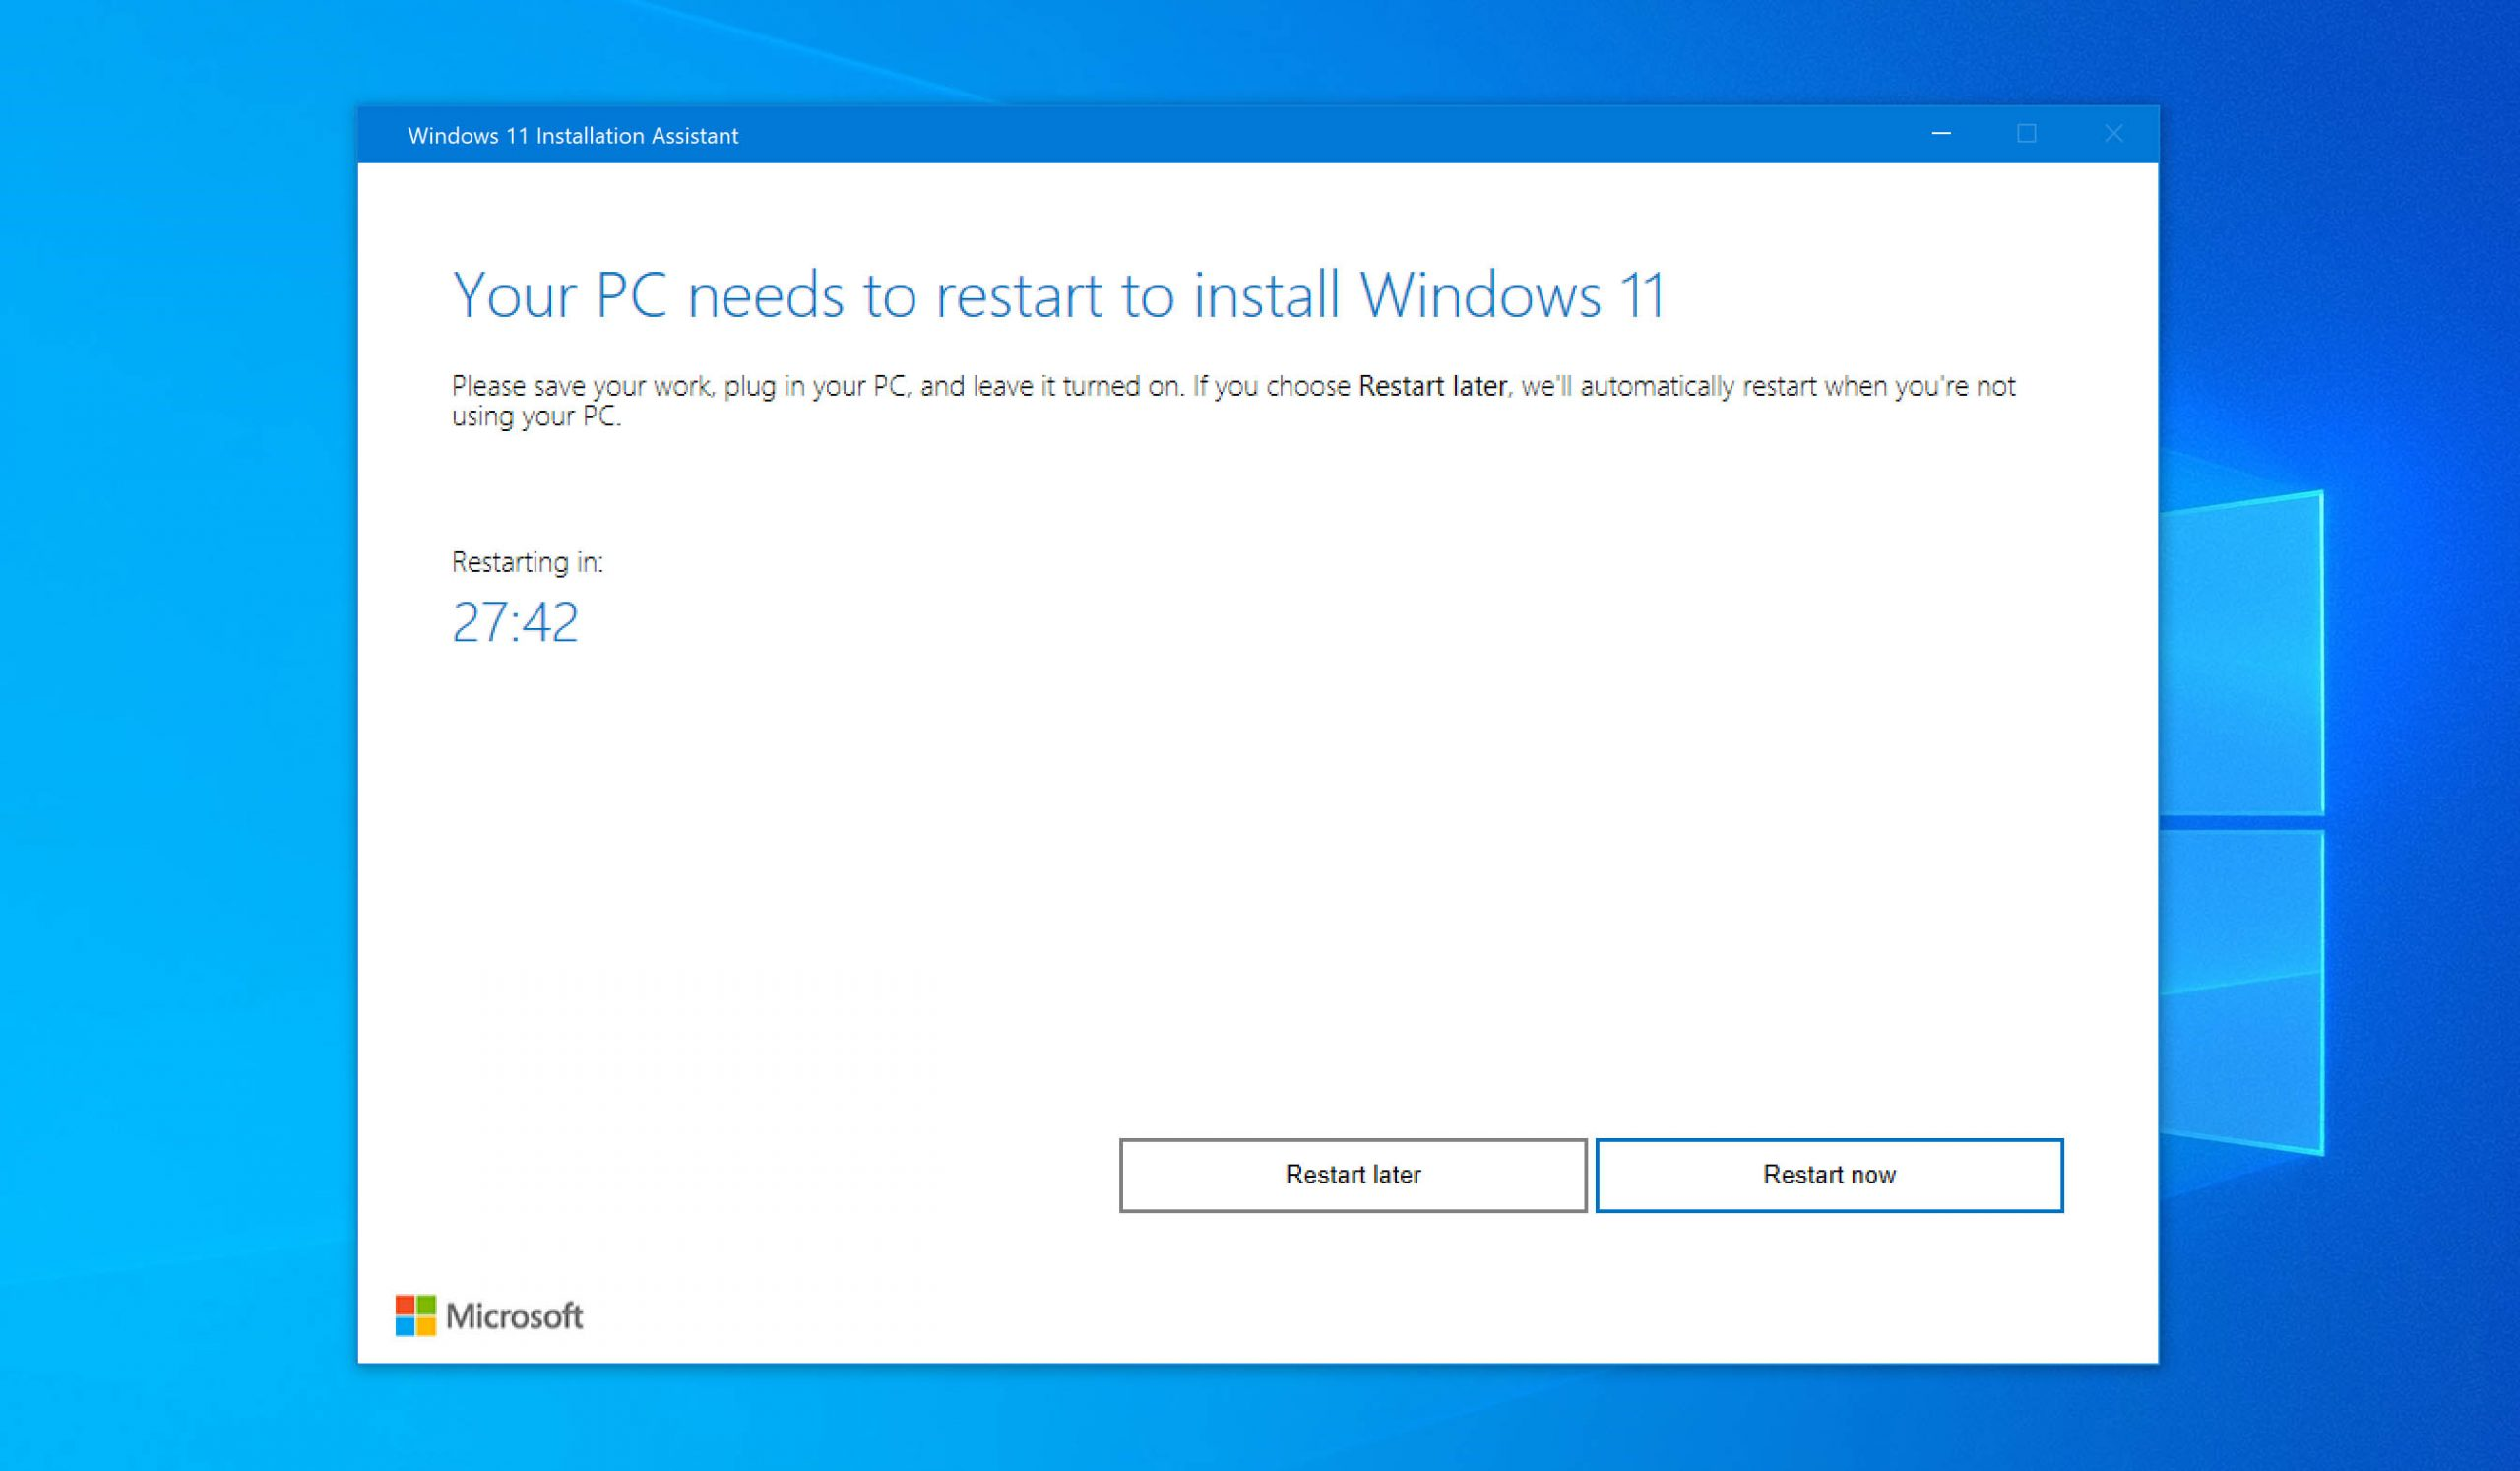 Windows 11 Installation Assistant
Your PC needs to restart to install Windows 11
Please save your work, plug in your PC, and leave it turned on. If you choose Restart later, we'll automatically restart when you're not
using your PC.
Restarting in:
27:42
Restart later
Restart now
Microsoft